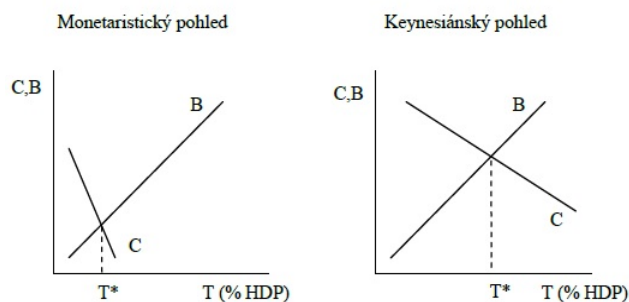 Monetaristický pohled
C,B
B
C
T*
T (% HDP)
Keynesiánský pohled
C,B
B
C
T*
T (% HDP)